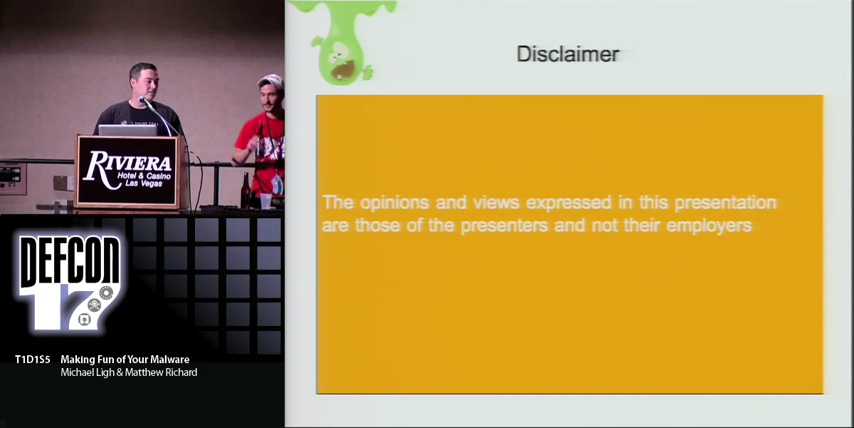 Disclaimer
The opinions and views expressed in this presentation
are those of the presenters and not their employers
RIVIERA
Hotel & Casino
Las Vegas
DEFCON
17
T1D1S5 Making Fun of Your Malware
Michael Ligh & Matthew Richard